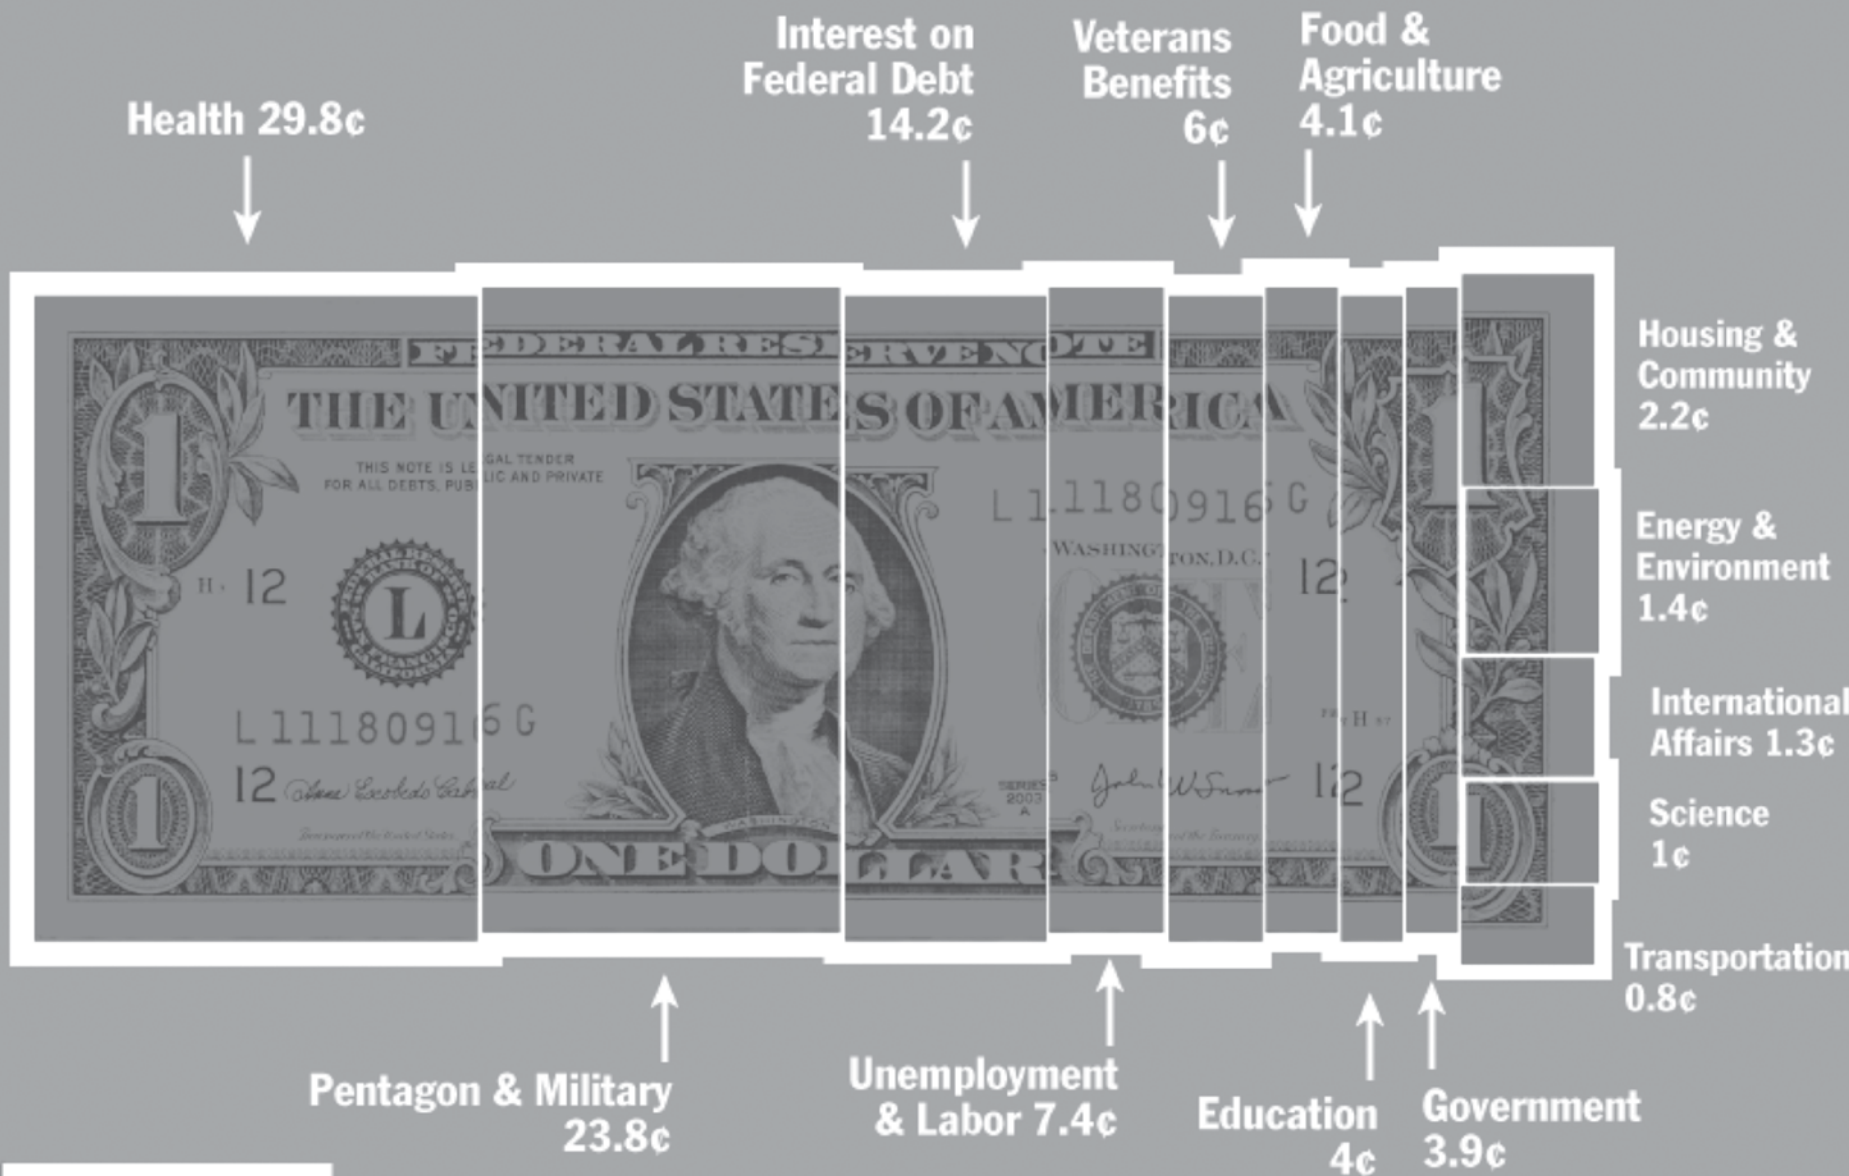 Health 29.8¢
Interest on
Federal Debt
14.2¢
Veterans
Benefits
6¢
Food &
Agriculture
4.1¢
Housing &
Community
2.2¢
Energy &
Environment
1.4¢
International
Affairs 1.3¢
Science
1¢
Transportation
0.8¢
Pentagon & Military
23.8¢
Unemployment
& Labor 7.4¢
Education
4¢
Government
3.9¢
FEDERAL RESERVE NOTE
THE UNITED STATES OF AMERICA
THIS NOTE IS LEGAL TENDER
FOR ALL DEBTS, PUBLIC AND PRIVATE
1
1
L 11180916 G
WASHINGTON, D.C.
H 12
L
12
L 11180916 G
12
SERIES
2003
A
12
WASHINGTON
1
ONE DOLLAR
1